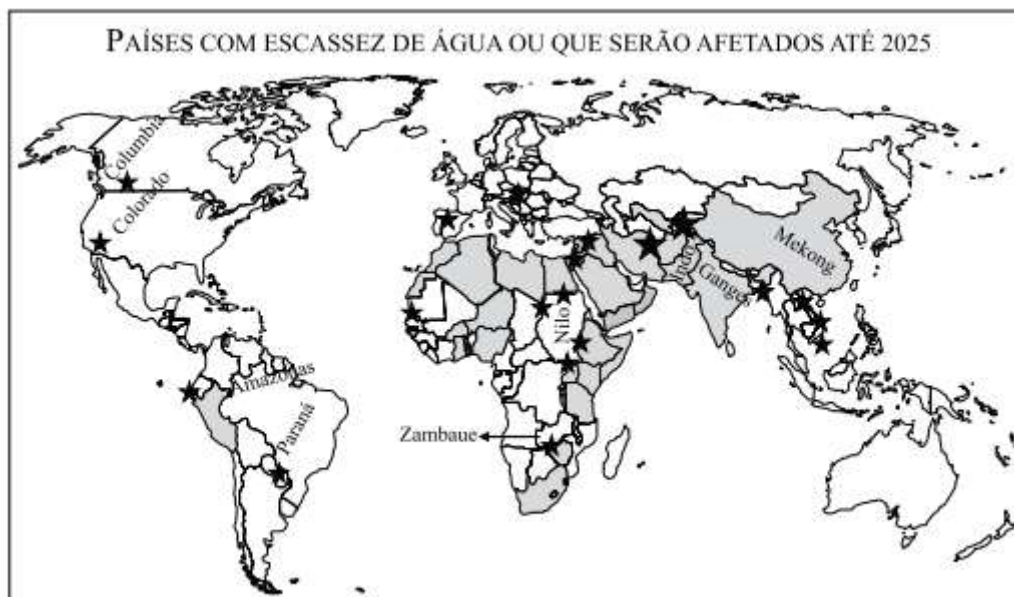 PAÍSES COM ESCASSEZ DE ÁGUA OU QUE SERÃO AFETADOS ATÉ 2025
Columbia
Colorado
Mekong
Ganges
Nilo
Amazonas
Paraná
Zambaue